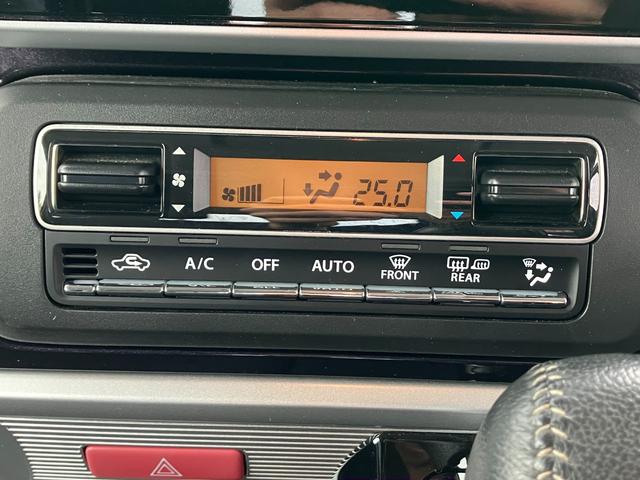 25.0
A/C OFF AUTO FRONT REAR